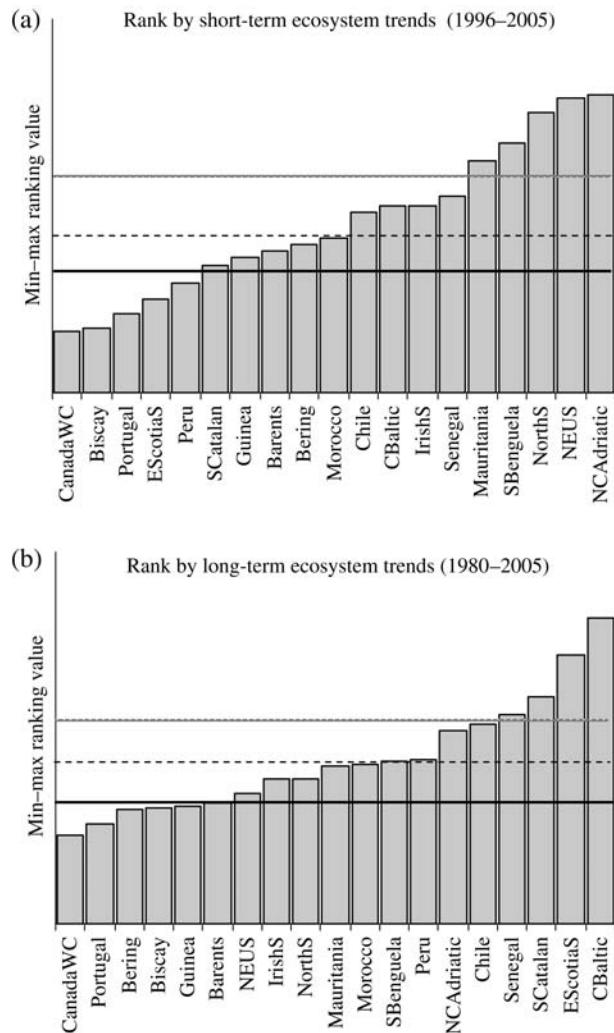 (a)
Rank by short-term ecosystem trends (1996–2005)
Min–max ranking value
CanadaWC
Biscay
Portugal
EScotiaS
Peru
SCatalan
Guinea
Barents
Bering
Morocco
Chile
CBaltic
IrishS
Senegal
Mauritania
SBenguela
NorthS
NEUS
NCAdriatic
(b)
Rank by long-term ecosystem trends (1980–2005)
Min–max ranking value
CanadaWC
Portugal
Bering
Biscay
Guinea
Barents
NEUS
IrishS
NorthS
Mauritania
Morocco
SBenguela
Peru
NCAdriatic
Chile
Senegal
SCatalan
EScotiaS
CBaltic